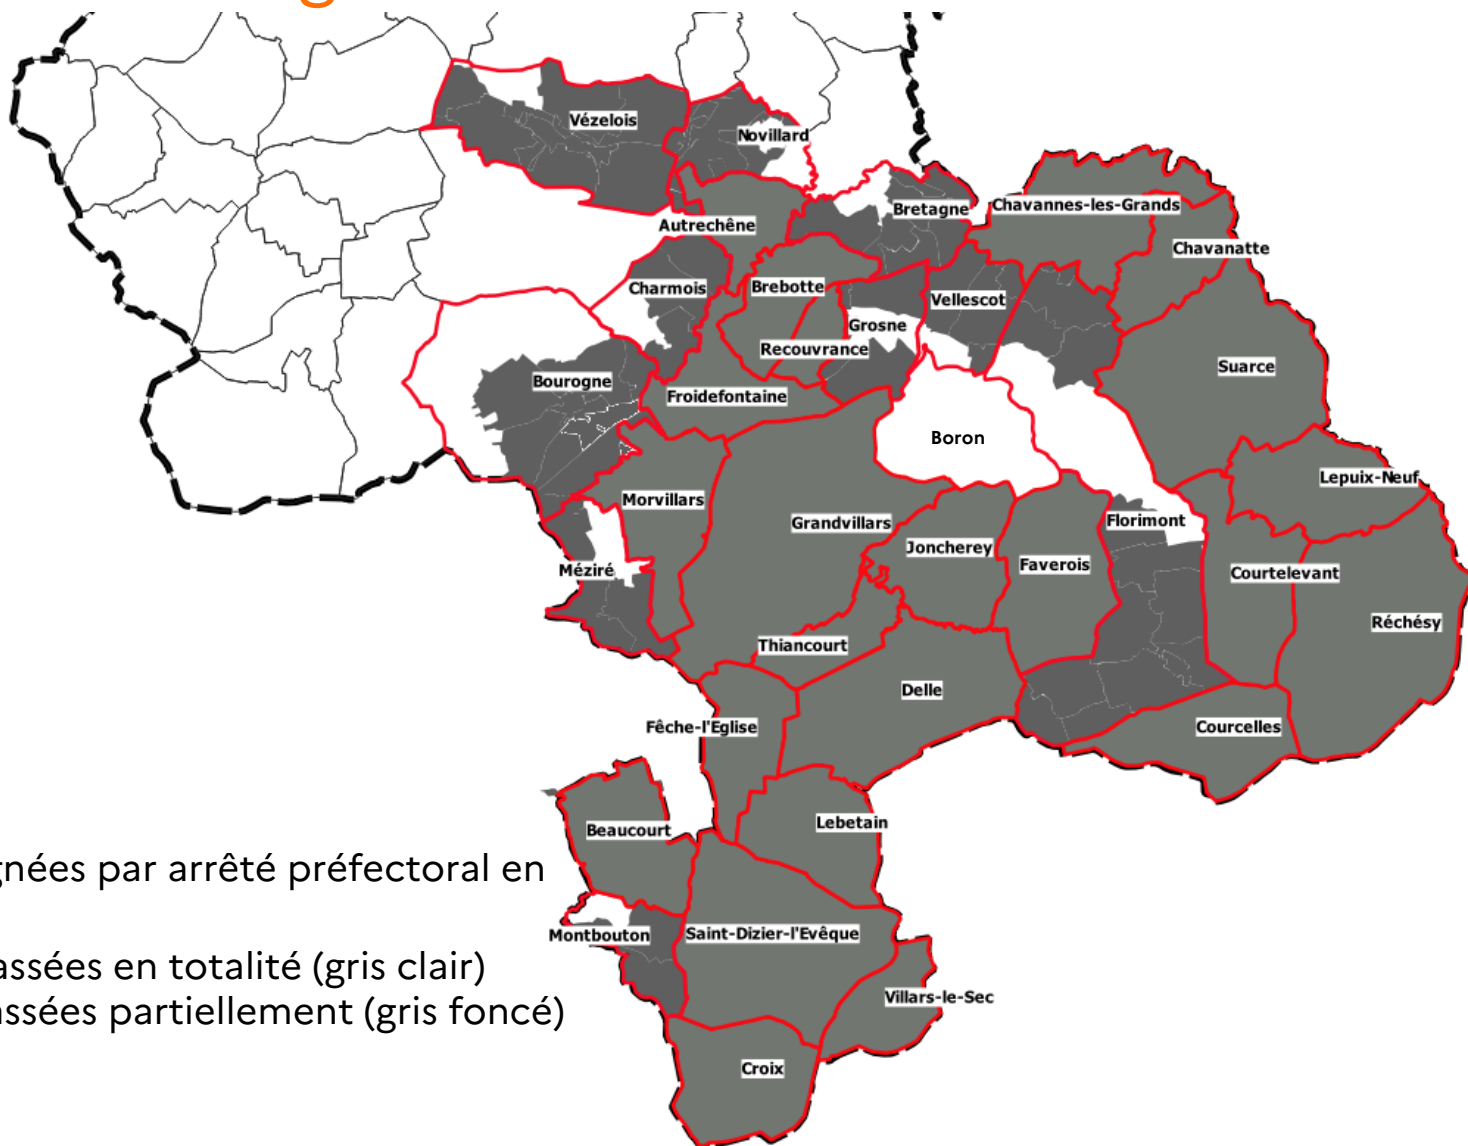 Vézelois
Novillard
Bretagne
Chavannes-les-Grands
Autrechêne
Chavanatte
Charmois
Brebotte
Vellescot
Grosne
Recouvrance
Suarce
Bourogne
Froidefontaine
Boron
Lepuix-Neuf
Morvillars
Grandvillars
Florimont
Joncherey
Faverois
Méziré
Courtelevant
Réchésy
Thiancourt
Delle
Fêche-l'Eglise
Courcelles
Lebetain
Beaucourt
gnées par arrêté préfectoral en
Montbouton
Saint-Dizier-l'Evêque
assées en totalité (gris clair)
Villars-le-Sec
assées partiellement (gris foncé)
Croix